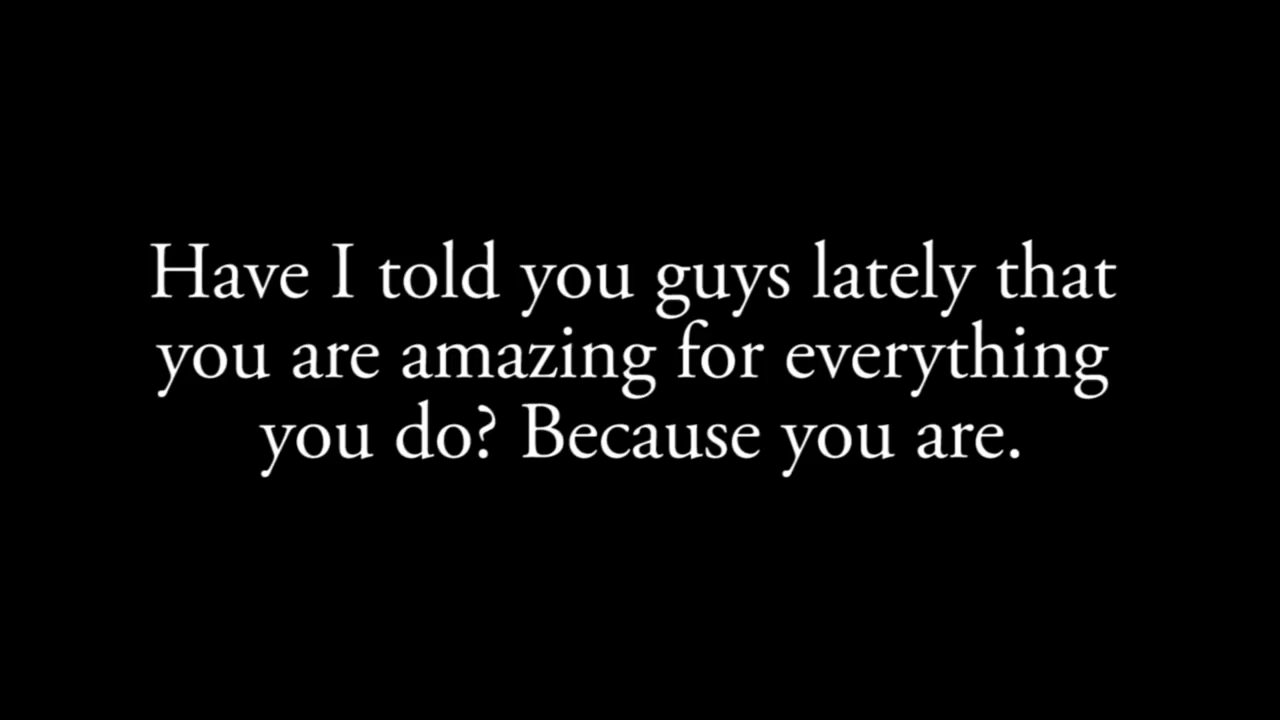 Have I told you guys lately that
you are amazing for everything
you do? Because you are.